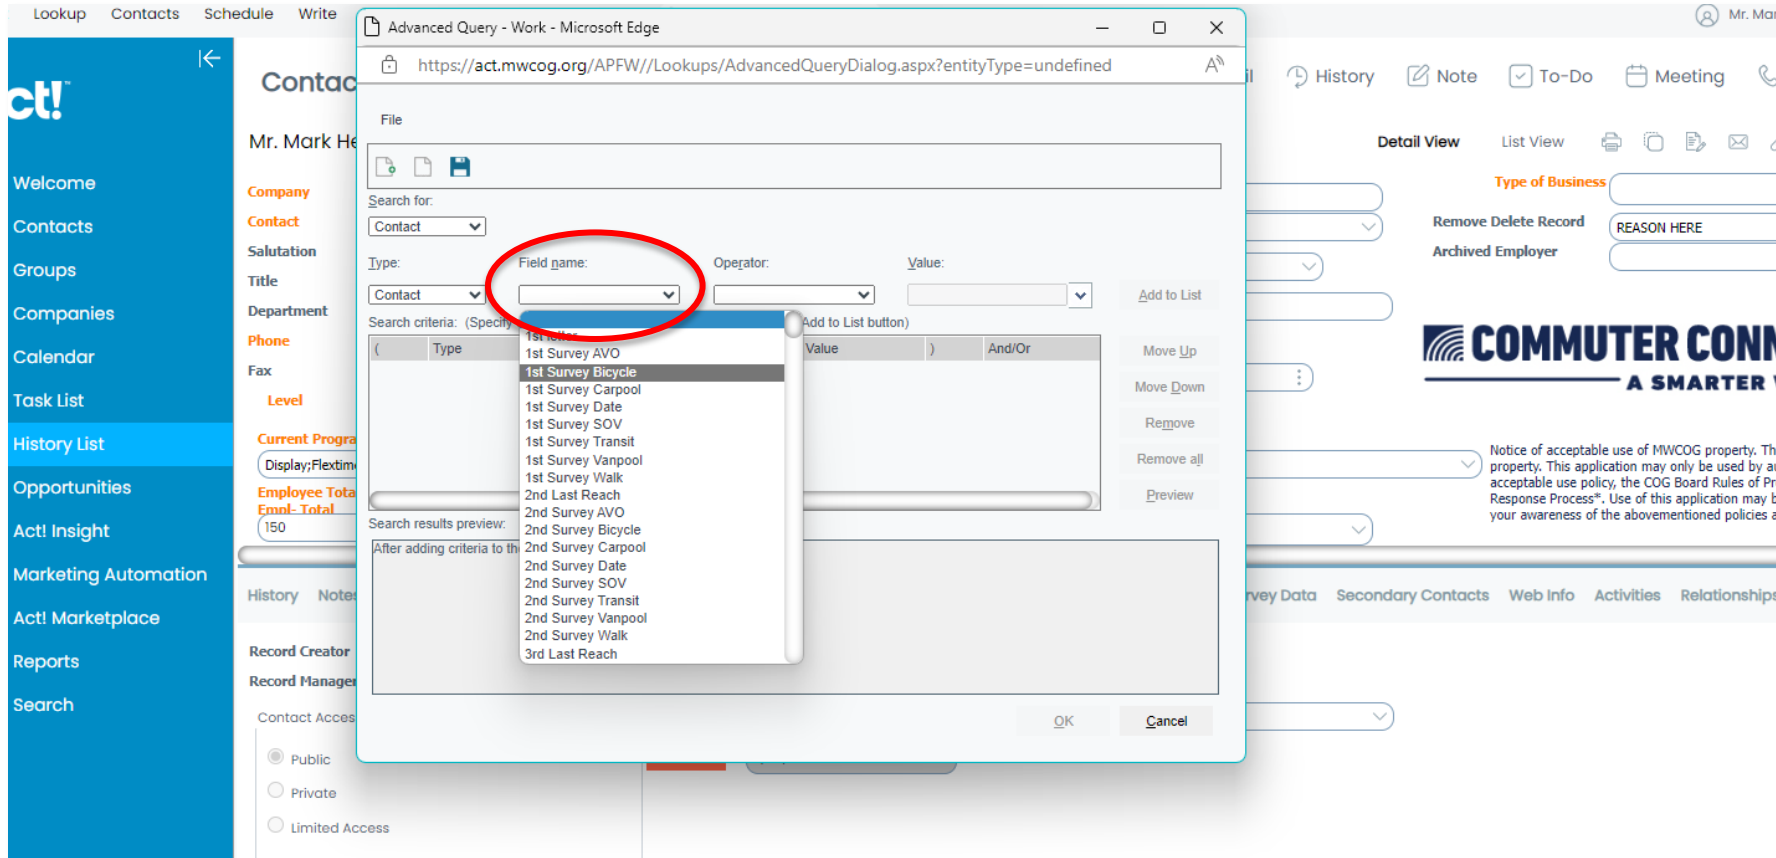 Lookup Contacts Schedule Write
Advanced Query - Work - Microsoft Edge
Mr. Mar
https://act.mwcog.org/APFW//Lookups/AdvancedQueryDialog.aspx?entityType=undefined
ct!
Contac
History Note To-Do Meeting
File
Mr. Mark He
Detail View List View
Welcome
Contacts
Groups
Companies
Calendar
Task List
History List
Opportunities
Act! Insight
Marketing Automation
Act! Marketplace
Reports
Search
Company
Contact
Salutation
Title
Department
Phone
Fax
Level
Current Progra
Display;Flextim
Employee Tota
Empl- Total
150
History Notes
Record Creator
Record Manager
Contact Acces
Public
Private
Limited Access
Search for:
Contact
Type: Field name: Operator: Value:
Contact
Add to List
Search criteria: (Specify
Add to List button)
( Type Value ) And/Or
1st Survey AVO
1st Survey Bicycle
1st Survey Carpool
1st Survey Date
1st Survey SOV
1st Survey Transit
1st Survey Vanpool
1st Survey Walk
2nd Last Reach
2nd Survey AVO
2nd Survey Bicycle
2nd Survey Carpool
2nd Survey Date
2nd Survey SOV
2nd Survey Transit
2nd Survey Vanpool
2nd Survey Walk
3rd Last Reach
Move Up
Move Down
Remove
Remove all
Preview
Search results preview:
After adding criteria to the
OK Cancel
Type of Business
Remove Delete Record REASON HERE
Archived Employer
COMMUTER CONN
A SMARTER
Notice of acceptable use of MWCOG property. Th
property. This application may only be used by au
acceptable use policy, the COG Board Rules of Pr
Response Process*. Use of this application may b
your awareness of the abovementioned policies a
rvey Data Secondary Contacts Web Info Activities Relationships